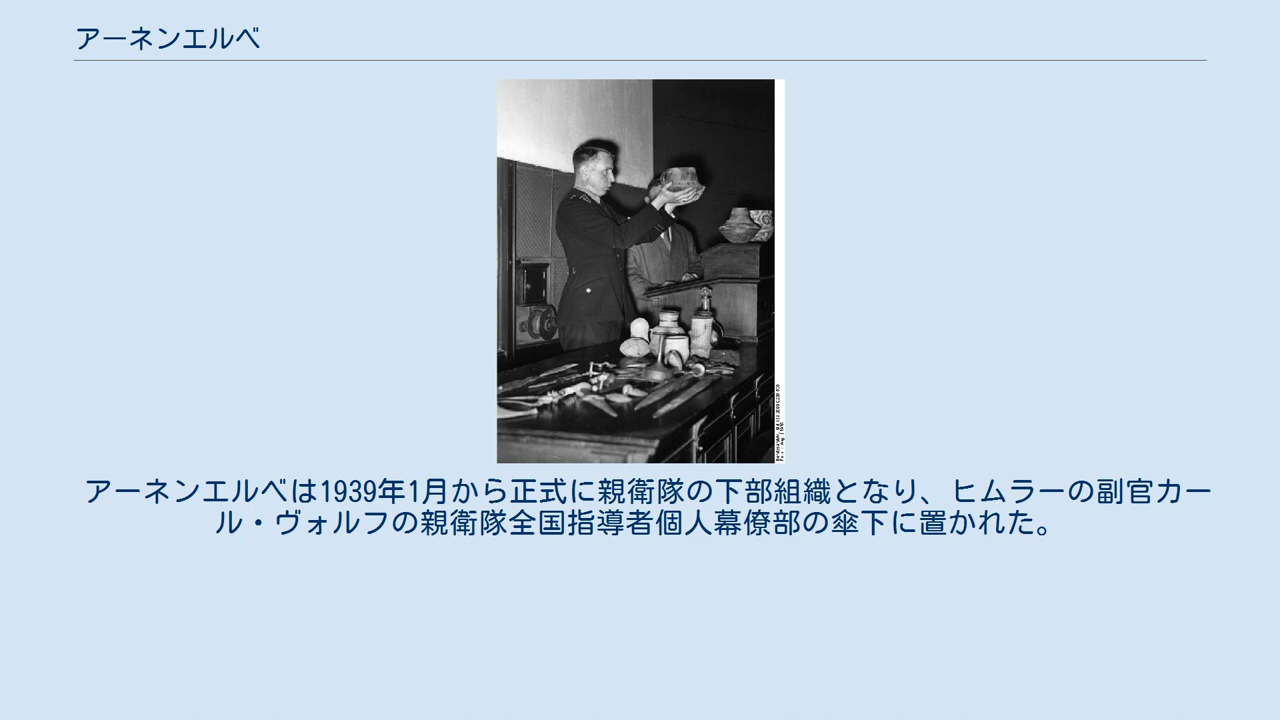 アーネンエルベ
アーネンエルベは1939年1月から正式に親衛隊の下部組織となり、ヒムラーの副官カー
ル・ヴォルフの親衛隊全国指導者個人幕僚部の傘下に置かれた。